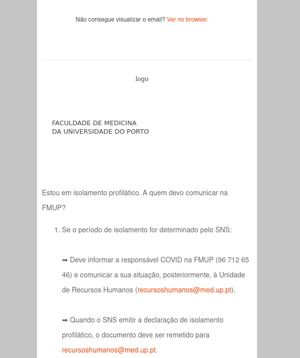 Não consegue visualizar o email? Ver no browser.
logo
FACULDADE DE MEDICINA
DA UNIVERSIDADE DO PORTO
Estou em isolamento profilático. A quem devo comunicar na
FMUP?
1. Se o período de isolamento for determinado pelo SNS:
➡ Deve informar a responsável COVID na FMUP (96 712 65
46) e comunicar a sua situação, posteriormente, à Unidade
de Recursos Humanos (recursoshumanos@med.up.pt).
➡ Quando o SNS emitir a declaração de isolamento
profilático, o documento deve ser remetido para
recursoshumanos@med.up.pt.